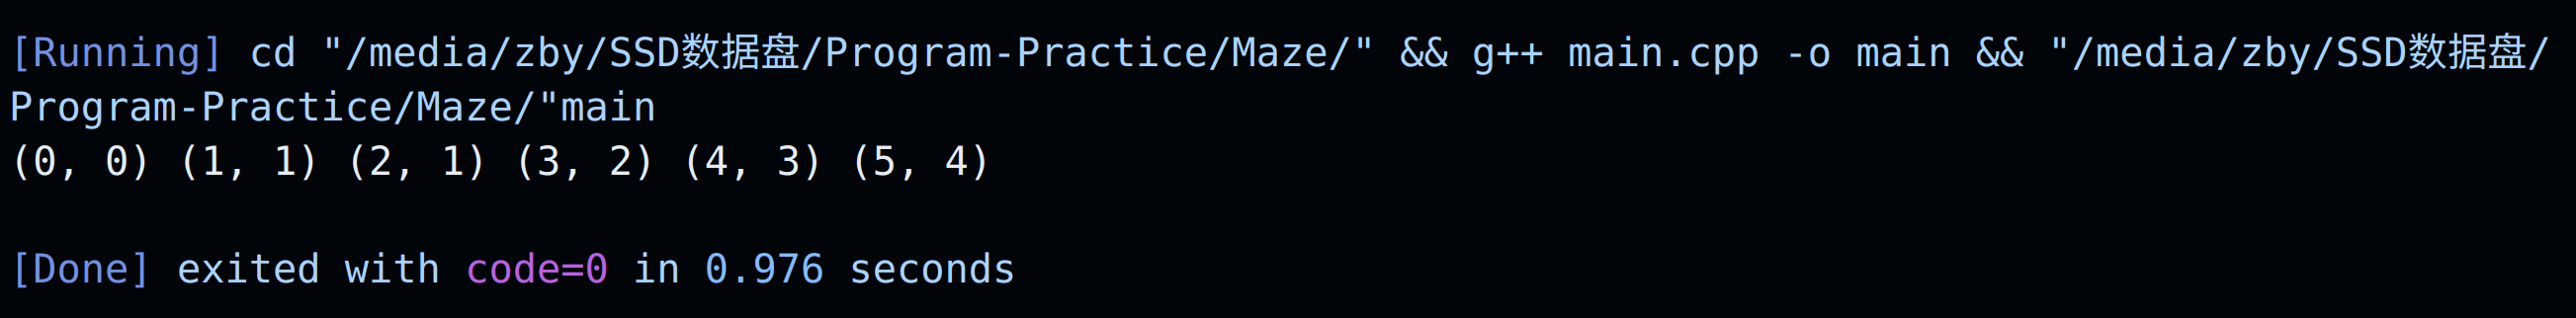 [Running] cd "/media/zby/SSD数据盘/Program-Practice/Maze/" && g++ main.cpp -o main && "/media/zby/SSD数据盘/
Program-Practice/Maze/"main
(0, 0) (1, 1) (2, 1) (3, 2) (4, 3) (5, 4)
[Done] exited with code=0 in 0.976 seconds